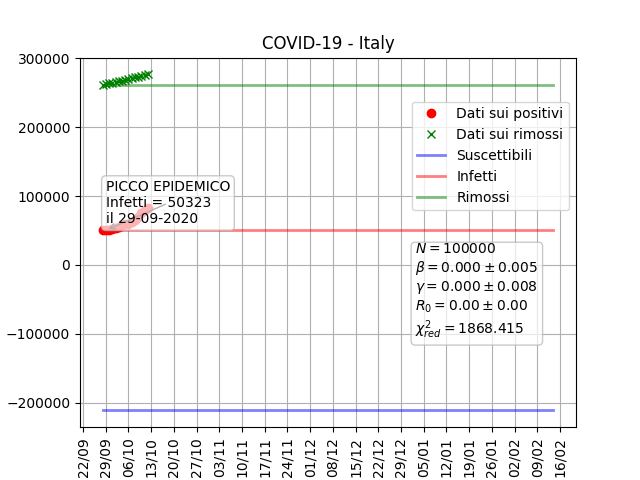 COVID-19 - Italy
300000
200000
100000
0
−100000
−200000
Dati sui positivi
Dati sui rimossi
Suscettibili
Infetti
Rimossi
PICCO EPIDEMICO
Infetti = 50323
il 29-09-2020
N = 100000
β = 0.000 ± 0.005
γ = 0.000 ± 0.008
R₀ = 0.00 ± 0.00
χ²red = 1868.415
22/09
29/09
06/10
13/10
20/10
27/10
03/11
10/11
17/11
24/11
01/12
08/12
15/12
22/12
29/12
05/01
12/01
19/01
26/01
02/02
09/02
16/02